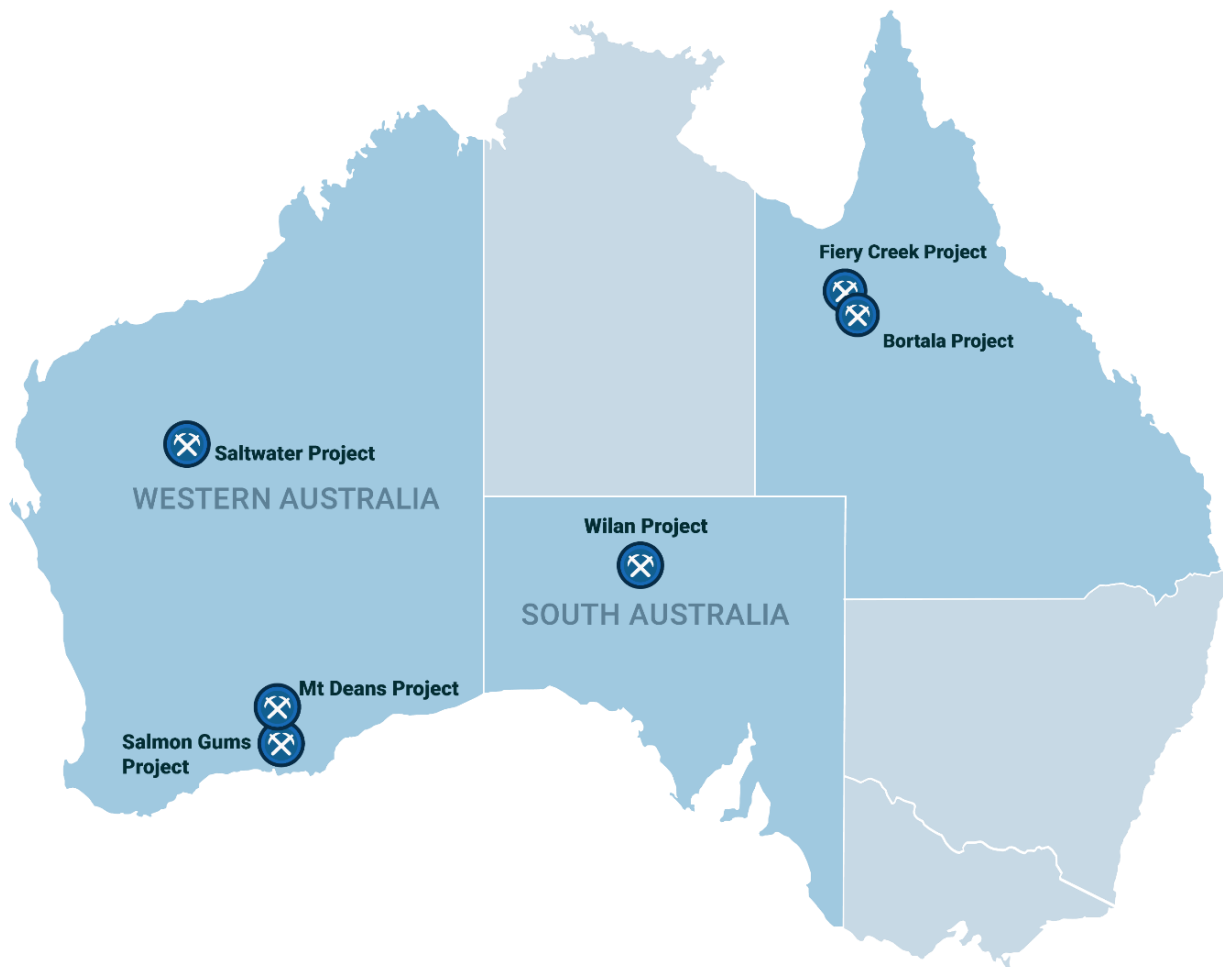 Fiery Creek Project
Bortala Project
Saltwater Project
WESTERN AUSTRALIA
Wilan Project
SOUTH AUSTRALIA
Mt Deans Project
Salmon Gums
Project